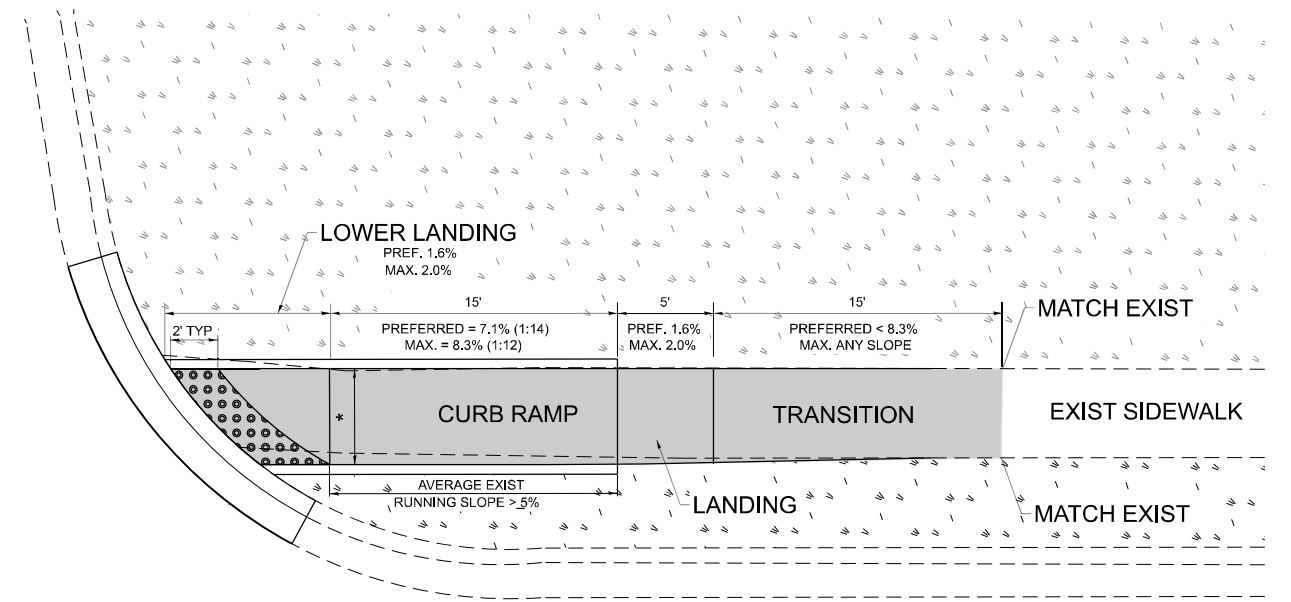 LOWER LANDING
PREF. 1.6%
MAX. 2.0%
15'
5'
15'
MATCH EXIST
2' TYP
PREFERRED = 7.1% (1:14)
MAX. = 8.3% (1:12)
PREF. 1.6%
MAX. 2.0%
PREFERRED < 8.3%
MAX. ANY SLOPE
*
CURB RAMP
TRANSITION
EXIST SIDEWALK
AVERAGE EXIST
RUNNING SLOPE > 5%
LANDING
MATCH EXIST